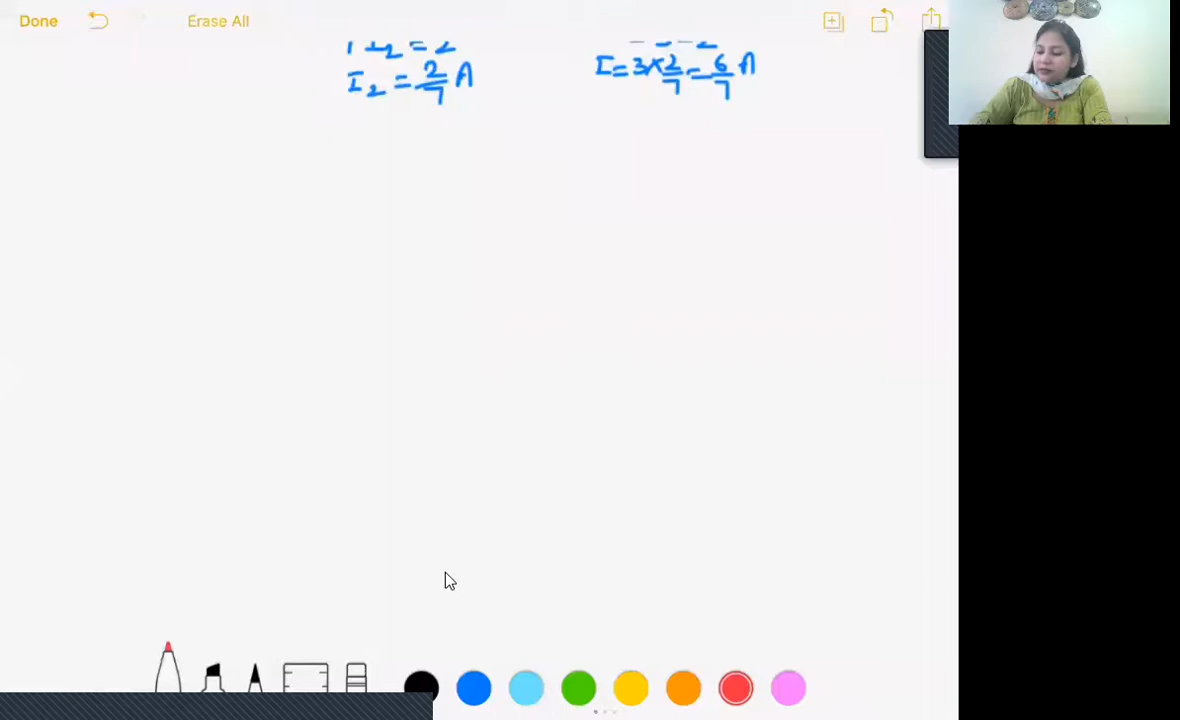 Done Erase All
I₂ = 2/7 A
I = 3 × 2/7 = 6/7 A